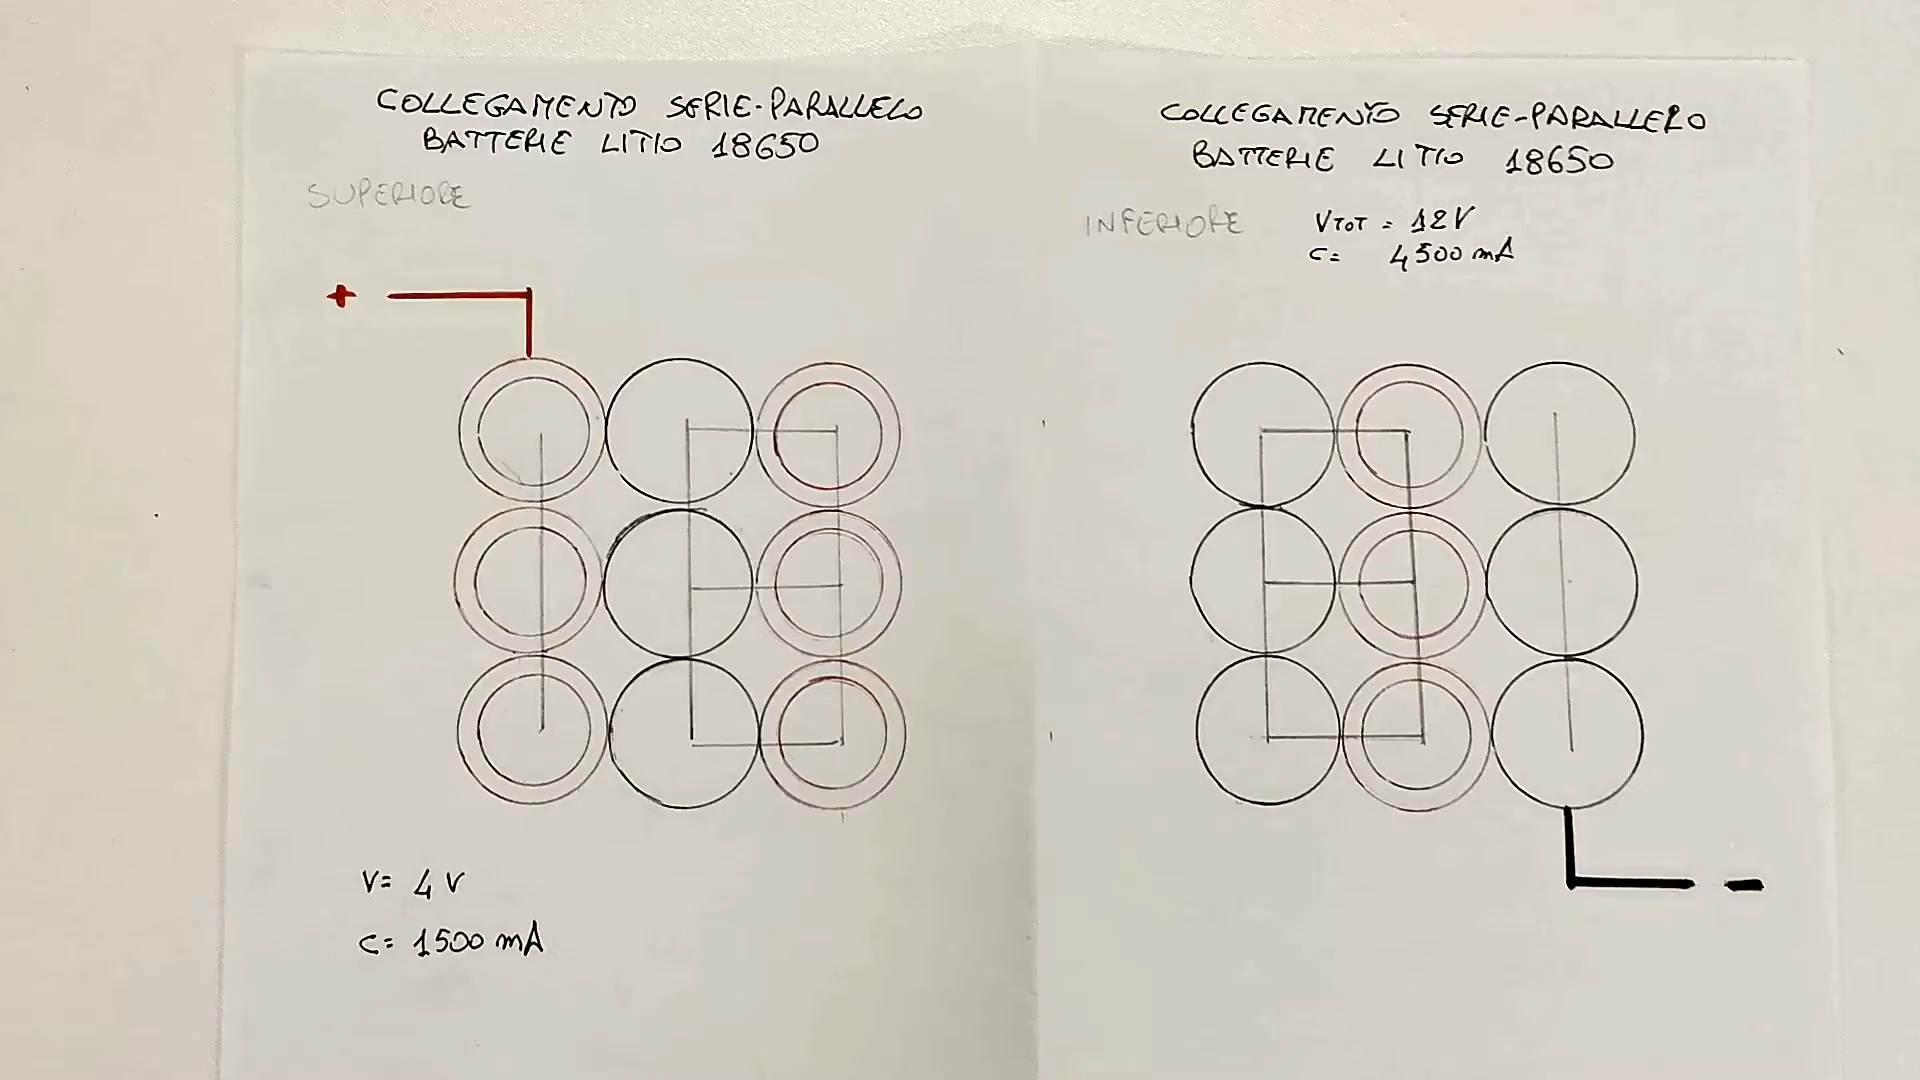 COLLEGAMENTO SERIE-PARALLELO
BATTERIE LITIO 18650
SUPERIORE
+
V= 4 V
C= 1500 mA
COLLEGAMENTO SERIE-PARALLELO
BATTERIE LITIO 18650
INFERIORE
VTOT = 12V
C= 4500 mA
-